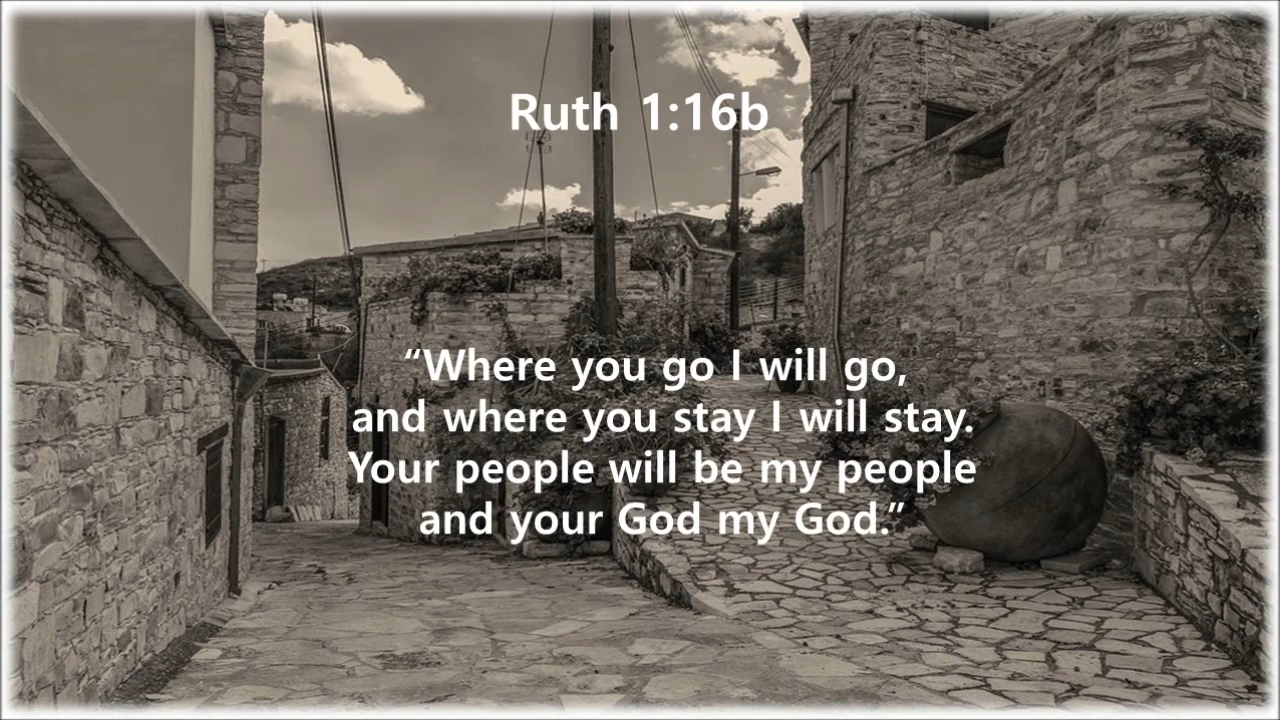 Ruth 1:16b
“Where you go I will go,
and where you stay I will stay.
Your people will be my people
and your God my God.”